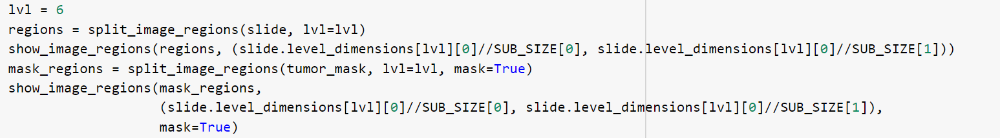 lvl = 6
regions = split_image_regions(slide, lvl=lvl)
show_image_regions(regions, (slide.level_dimensions[lvl][0]//SUB_SIZE[0], slide.level_dimensions[lvl][0]//SUB_SIZE[1]))
mask_regions = split_image_regions(tumor_mask, lvl=lvl, mask=True)
show_image_regions(mask_regions,
                   (slide.level_dimensions[lvl][0]//SUB_SIZE[0], slide.level_dimensions[lvl][0]//SUB_SIZE[1]),
                   mask=True)